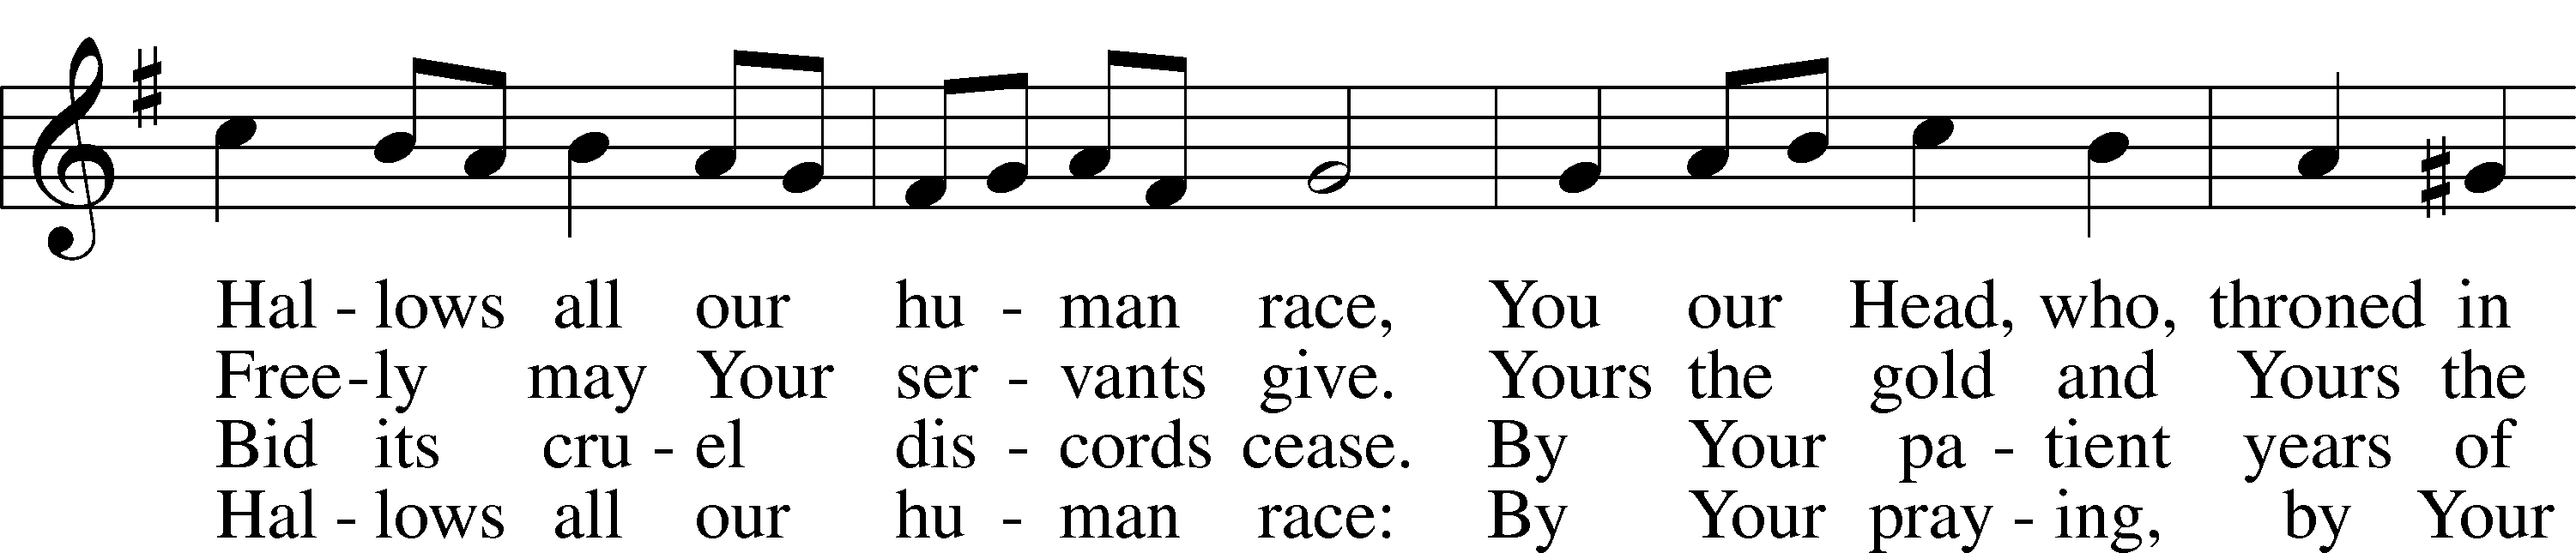 Hal - lows all our hu - man race, You our Head, who, throned in
Free - ly may Your ser - vants give. Yours the gold and Yours the
Bid its cru - el dis - cords cease. By Your pa - tient years of
Hal - lows all our hu - man race: By Your pray - ing, by Your